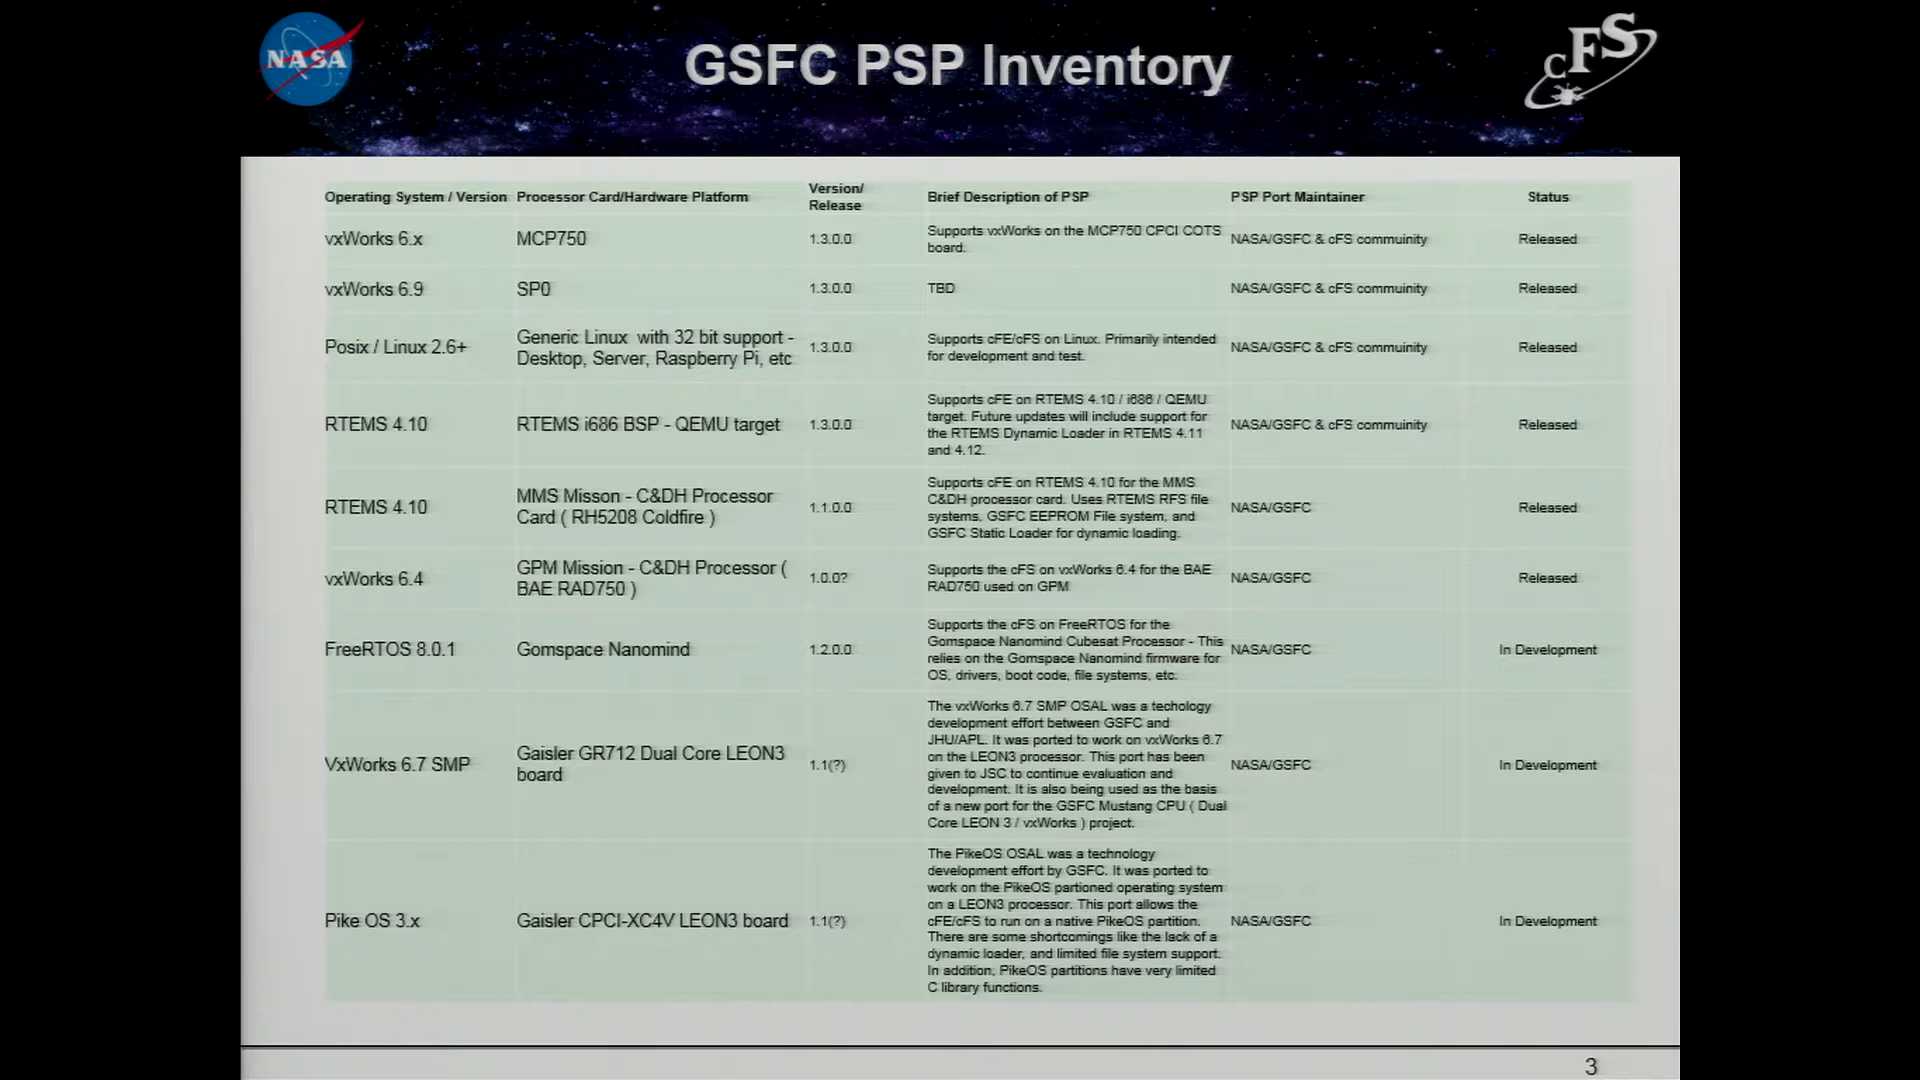 NASA
GSFC PSP Inventory
cFS
Operating System / Version Processor Card/Hardware Platform Version/ Release Brief Description of PSP PSP Port Maintainer Status
vxWorks 6.x
MCP750
1.3.0.0
Supports vxWorks on the MCP750 CPCI COTS
board.
NASA/GSFC & cFS commuinity
Released
vxWorks 6.9
SP0
1.3.0.0
TBD
NASA/GSFC & cFS commuinity
Released
Posix / Linux 2.6+
Generic Linux with 32 bit support -
Desktop, Server, Raspberry Pi, etc
1.3.0.0
Supports cFE/cFS on Linux. Primarily intended
for development and test.
NASA/GSFC & cFS commuinity
Released
RTEMS 4.10
RTEMS i686 BSP - QEMU target
1.3.0.0
Supports cFE on RTEMS 4.10 / i686 / QEMU
target. Future updates will include support for
the RTEMS Dynamic Loader in RTEMS 4.11
and 4.12.
NASA/GSFC & cFS commuinity
Released
RTEMS 4.10
MMS Misson - C&DH Processor
Card ( RH5208 Coldfire )
1.1.0.0
Supports cFE on RTEMS 4.10 for the MMS
C&DH processor card. Uses RTEMS RFS file
systems, GSFC EEPROM File system, and
GSFC Static Loader for dynamic loading.
NASA/GSFC
Released
vxWorks 6.4
GPM Mission - C&DH Processor (
BAE RAD750 )
1.0.0?
Supports the cFS on vxWorks 6.4 for the BAE
RAD750 used on GPM
NASA/GSFC
Released
FreeRTOS 8.0.1
Gomspace Nanomind
1.2.0.0
Supports the cFS on FreeRTOS for the
Gomspace Nanomind Cubesat Processor - This
relies on the Gomspace Nanomind firmware for
OS, drivers, boot code, file systems, etc.
NASA/GSFC
In Development
VxWorks 6.7 SMP
Gaisler GR712 Dual Core LEON3
board
1.1(?)
The vxWorks 6.7 SMP OSAL was a techology
development effort between GSFC and
JHU/APL. It was ported to work on vxWorks 6.7
on the LEON3 processor. This port has been
given to JSC to continue evaluation and
development. It is also being used as the basis
of a new port for the GSFC Mustang CPU ( Dual
Core LEON 3 / vxWorks ) project.
NASA/GSFC
In Development
Pike OS 3.x
Gaisler CPCI-XC4V LEON3 board
1.1(?)
The PikeOS OSAL was a technology
development effort by GSFC. It was ported to
work on the PikeOS partioned operating system
on a LEON3 processor. This port allows the
cFE/cFS to run on a native PikeOS partition.
There are some shortcomings like the lack of a
dynamic loader, and limited file system support.
In addition, PikeOS partitions have very limited
C library functions.
NASA/GSFC
In Development
3